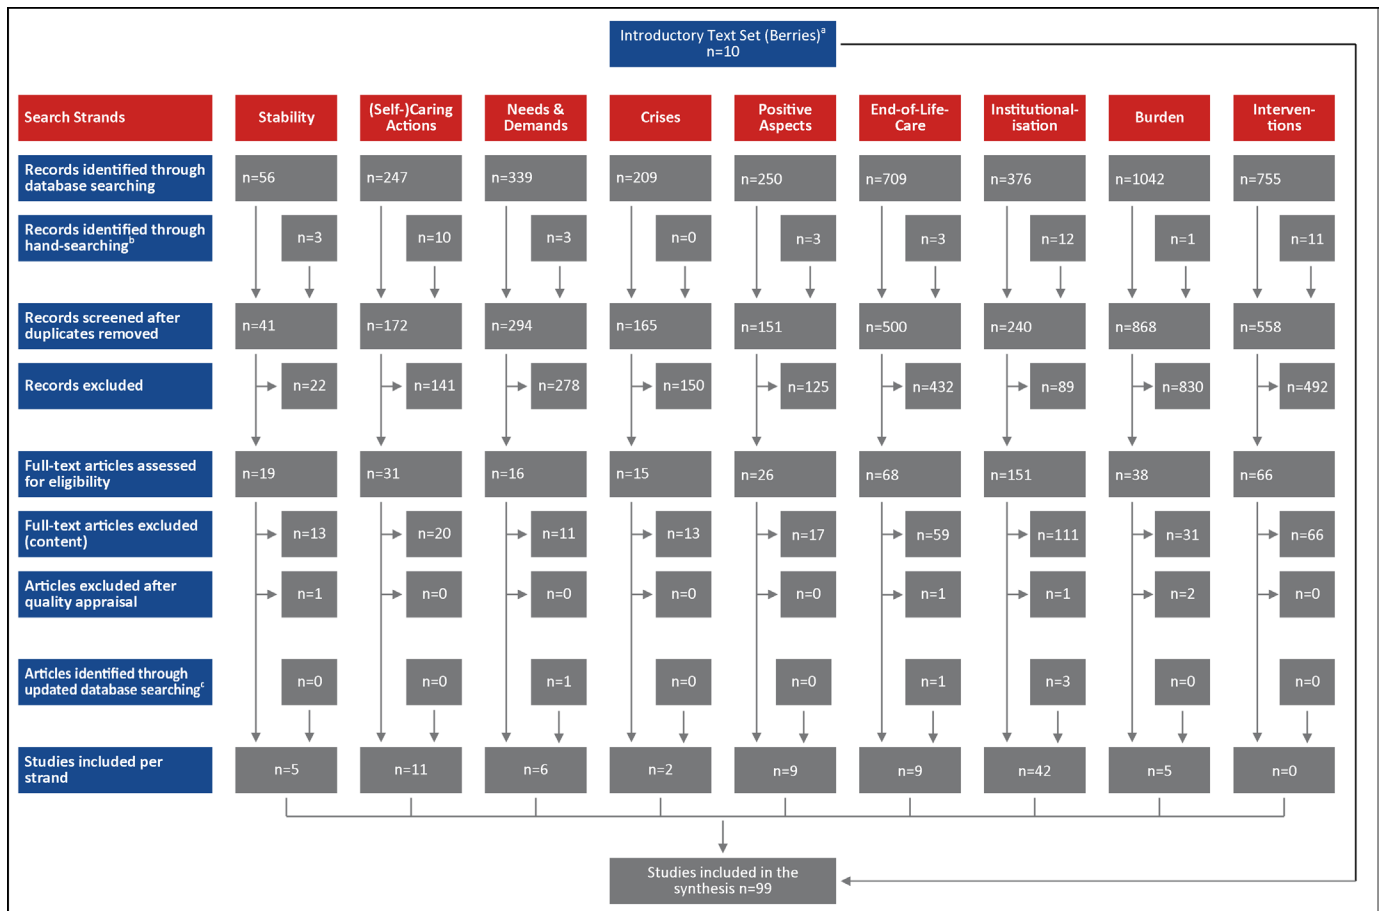 Introductory Text Set (Berries)a
n=10
Search Strands
Stability
(Self-)Caring
Actions
Needs &
Demands
Crises
Positive
Aspects
End-of-Life-
Care
Institutional-
isation
Burden
Interven-
tions
Records identified through
database searching
n=56
n=247
n=339
n=209
n=250
n=709
n=376
n=1042
n=755
Records identified through
hand-searchingb
n=3
n=10
n=3
n=0
n=3
n=3
n=12
n=1
n=11
Records screened after
duplicates removed
n=41
n=172
n=294
n=165
n=151
n=500
n=240
n=868
n=558
Records excluded
n=22
n=141
n=278
n=150
n=125
n=432
n=89
n=830
n=492
Full-text articles assessed
for eligibility
n=19
n=31
n=16
n=15
n=26
n=68
n=151
n=38
n=66
Full-text articles excluded
(content)
n=13
n=20
n=11
n=13
n=17
n=59
n=111
n=31
n=66
Articles excluded after
quality appraisal
n=1
n=0
n=0
n=0
n=0
n=1
n=1
n=2
n=0
Articles identified through
updated database searchingc
n=0
n=0
n=1
n=0
n=0
n=1
n=3
n=0
n=0
Studies included per
strand
n=5
n=11
n=6
n=2
n=9
n=9
n=42
n=5
n=0
Studies included in the
synthesis n=99